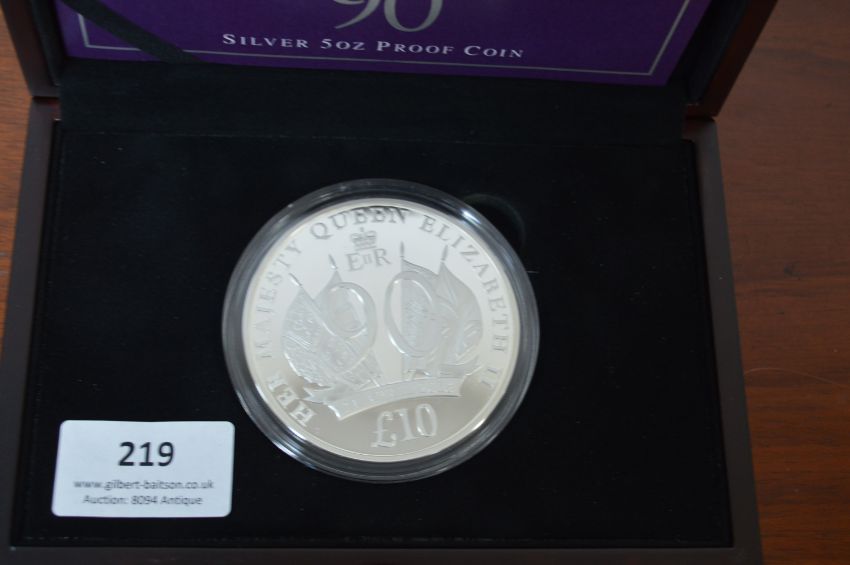 90
SILVER 5OZ PROOF COIN
HER MAJESTY QUEEN ELIZABETH II
EIIR
£10
219
www.gilbert-baitson.co.uk
Auction: 8094 Antique